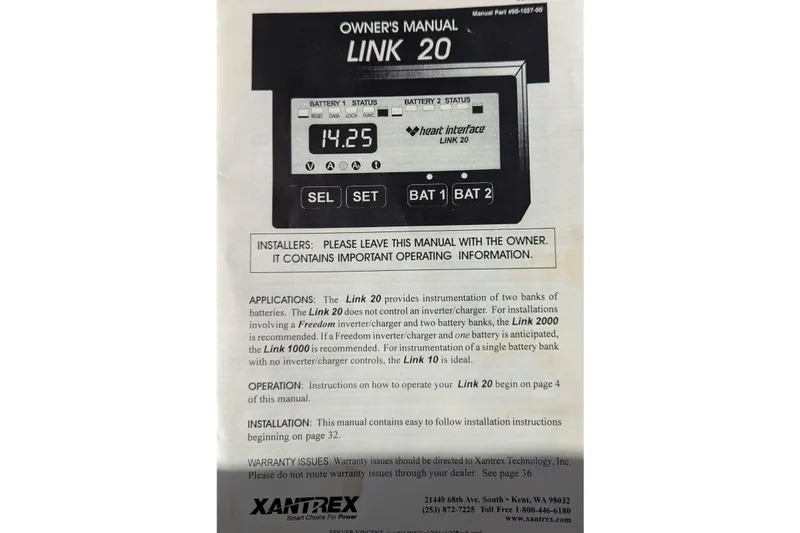 Manual Part #90-1027-00
OWNER'S MANUAL
LINK 20
BATTERY 1 STATUS
BATTERY 2 STATUS
RESET DATA LOCK FUNC
14.25
heart interface
LINK 20
V A Ah t
SEL SET BAT 1 BAT 2
INSTALLERS: PLEASE LEAVE THIS MANUAL WITH THE OWNER.
IT CONTAINS IMPORTANT OPERATING INFORMATION.
APPLICATIONS: The Link 20 provides instrumentation of two banks of
batteries. The Link 20 does not control an inverter/charger. For installations
involving a Freedom inverter/charger and two battery banks, the Link 2000
is recommended. If a Freedom inverter/charger and one battery is anticipated,
the Link 1000 is recommended. For instrumentation of a single battery bank
with no inverter/charger controls, the Link 10 is ideal.
OPERATION: Instructions on how to operate your Link 20 begin on page 4
of this manual.
INSTALLATION: This manual contains easy to follow installation instructions
beginning on page 32.
WARRANTY ISSUES: Warranty issues should be directed to Xantrex Technology, Inc.
Please do not route warranty issues through your dealer. See page 36
XANTREX
Smart Choice For Power
21440 68th Ave. South • Kent, WA 98032
(253) 872-7225 Toll Free 1-800-446-6180
www.xantrex.com